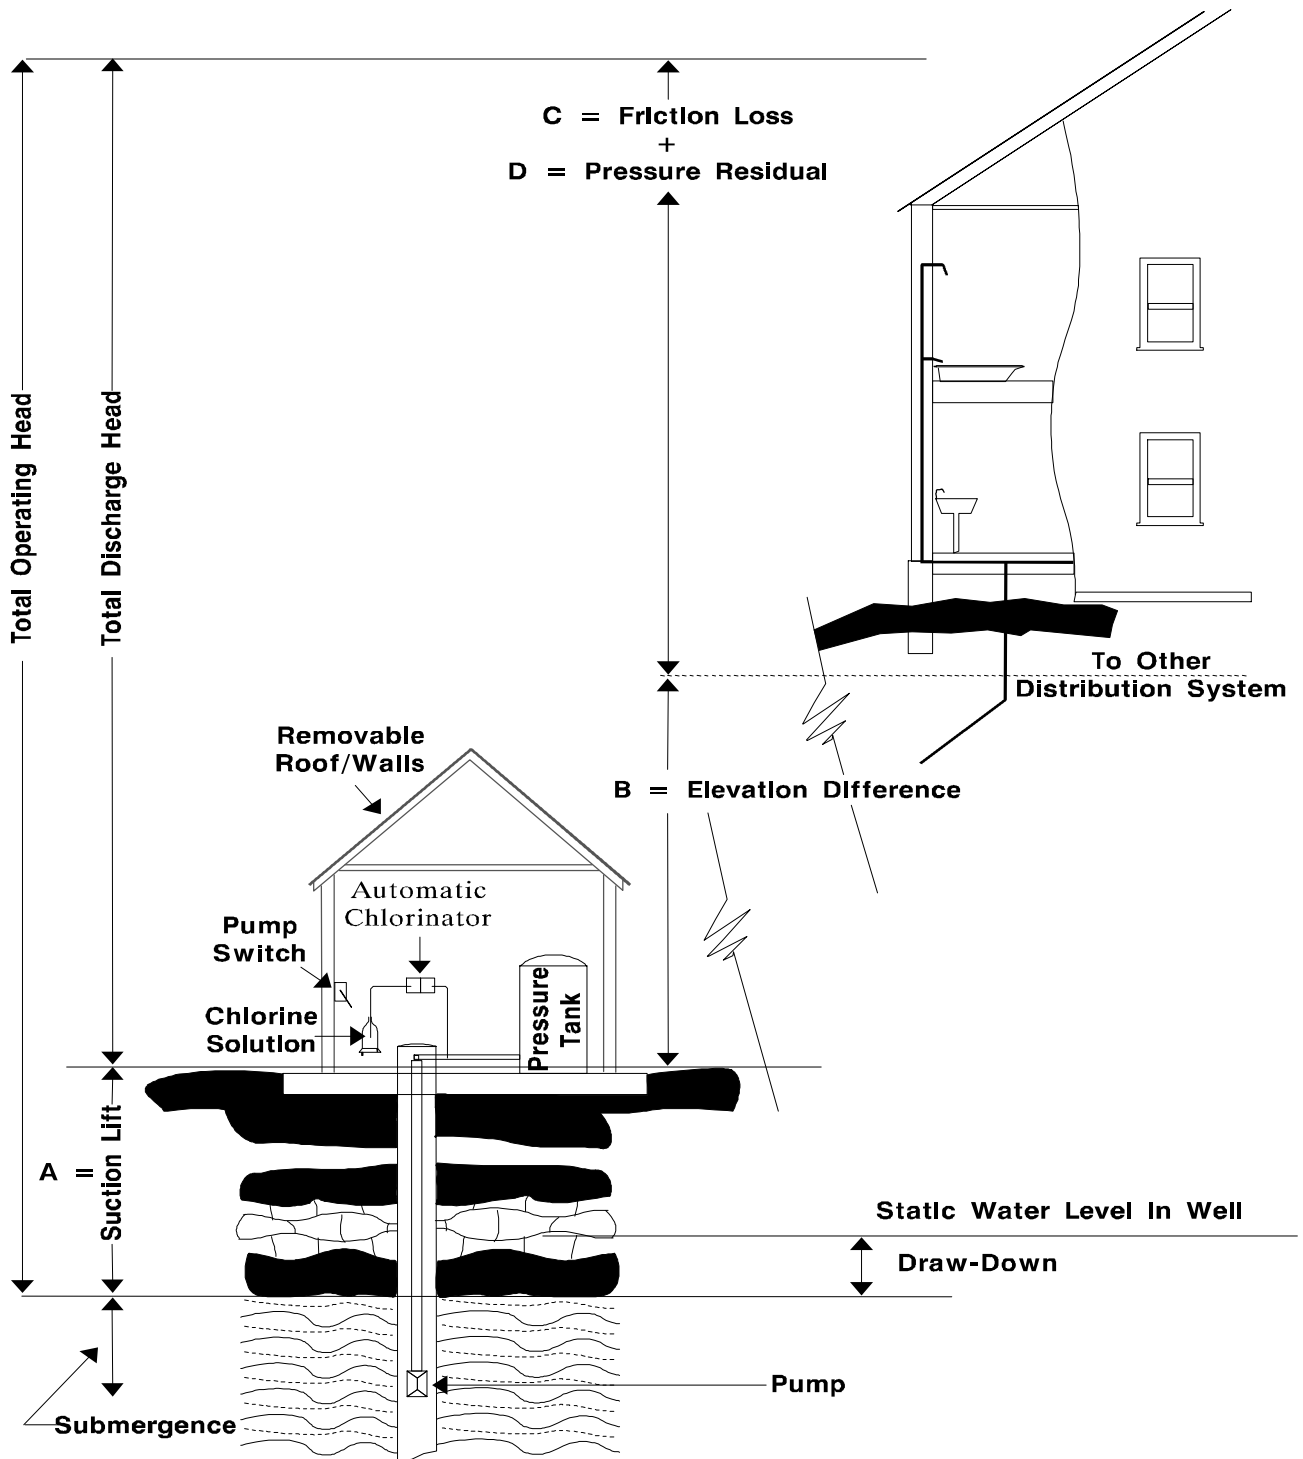 C = Friction Loss
+
D = Pressure Residual
Total Operating Head
Total Discharge Head
To Other
Distribution System
Removable
Roof/Walls
B = Elevation Difference
Automatic
Chlorinator
Pump
Switch
Pressure
Tank
Chlorine
Solution
A = Suction Lift
Static Water Level In Well
Draw-Down
Pump
Submergence